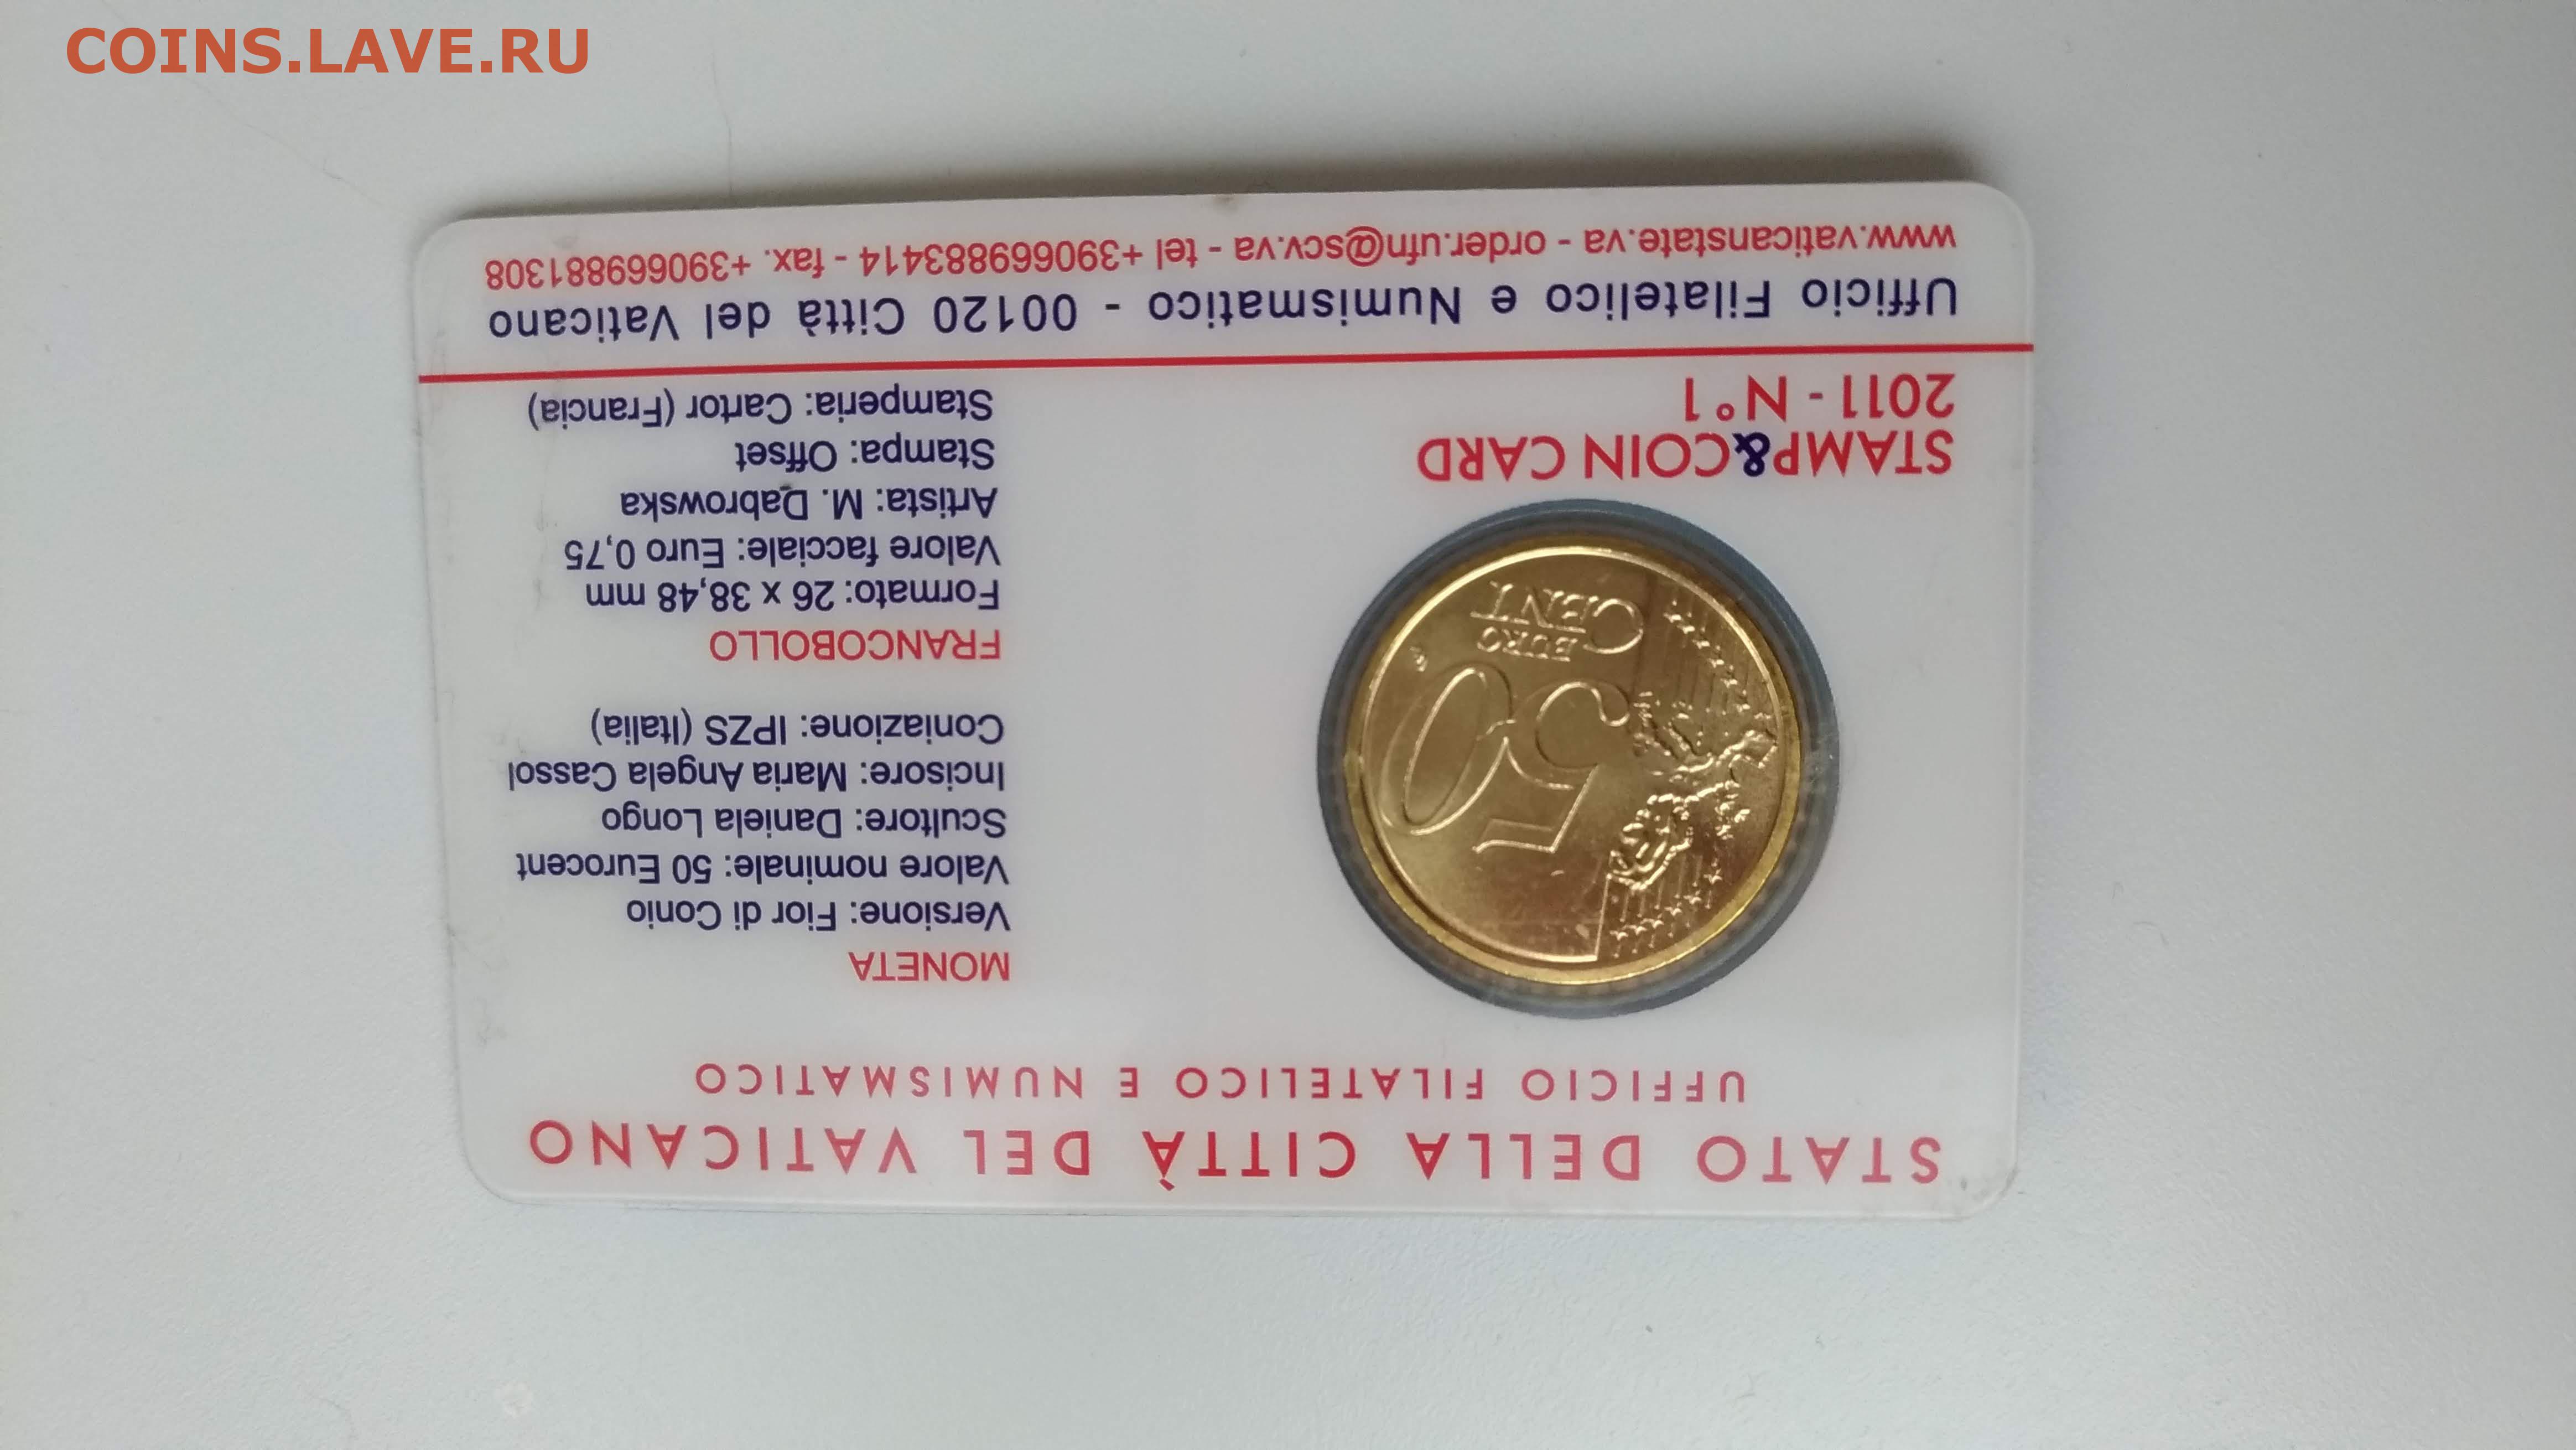 COINS.LAVE.RU
STATO DELLA CITTÀ DEL VATICANO
UFFICIO FILATELICO E NUMISMATICO
MONETA
Versione: Fior di Conio
Valore nominale: 50 Eurocent
Scultore: Daniela Longo
Incisore: Maria Angela Cassol
Coniazione: IPZS (Italia)
FRANCOBOLLO
Formato: 26 x 38,48 mm
Valore facciale: Euro 0,75
Artista: M. Dąbrowska
Stampa: Offset
Stamperia: Cartor (Francia)
50
EURO
CENT
STAMP&COIN CARD
2011 - N°1
Ufficio Filatelico e Numismatico - 00120 Città del Vaticano
www.vaticanstate.va - order.ufn@scv.va - tel +390669883414 - fax. +390669881308